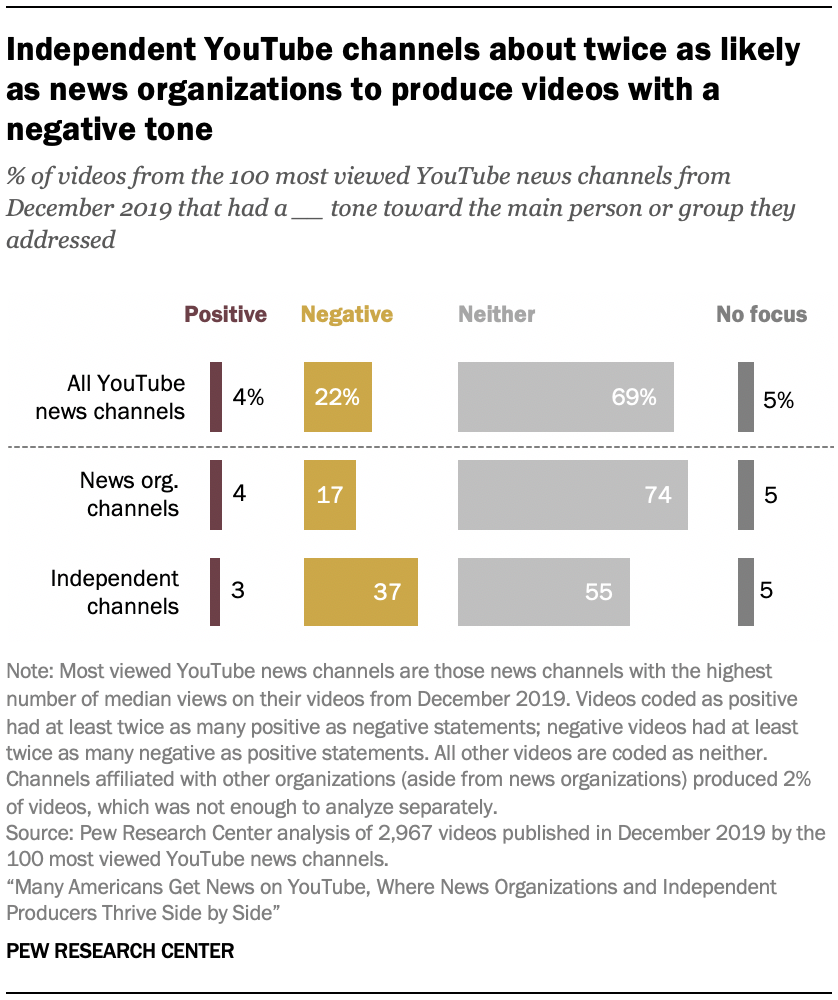 Independent YouTube channels about twice as likely
as news organizations to produce videos with a
negative tone
% of videos from the 100 most viewed YouTube news channels from
December 2019 that had a __ tone toward the main person or group they
addressed
Positive Negative Neither No focus
All YouTube
news channels
4% 22% 69% 5%
News org.
channels
4 17 74 5
Independent
channels
3 37 55 5
Note: Most viewed YouTube news channels are those news channels with the highest
number of median views on their videos from December 2019. Videos coded as positive
had at least twice as many positive as negative statements; negative videos had at least
twice as many negative as positive statements. All other videos are coded as neither.
Channels affiliated with other organizations (aside from news organizations) produced 2%
of videos, which was not enough to analyze separately.
Source: Pew Research Center analysis of 2,967 videos published in December 2019 by the
100 most viewed YouTube news channels.
“Many Americans Get News on YouTube, Where News Organizations and Independent
Producers Thrive Side by Side”
PEW RESEARCH CENTER